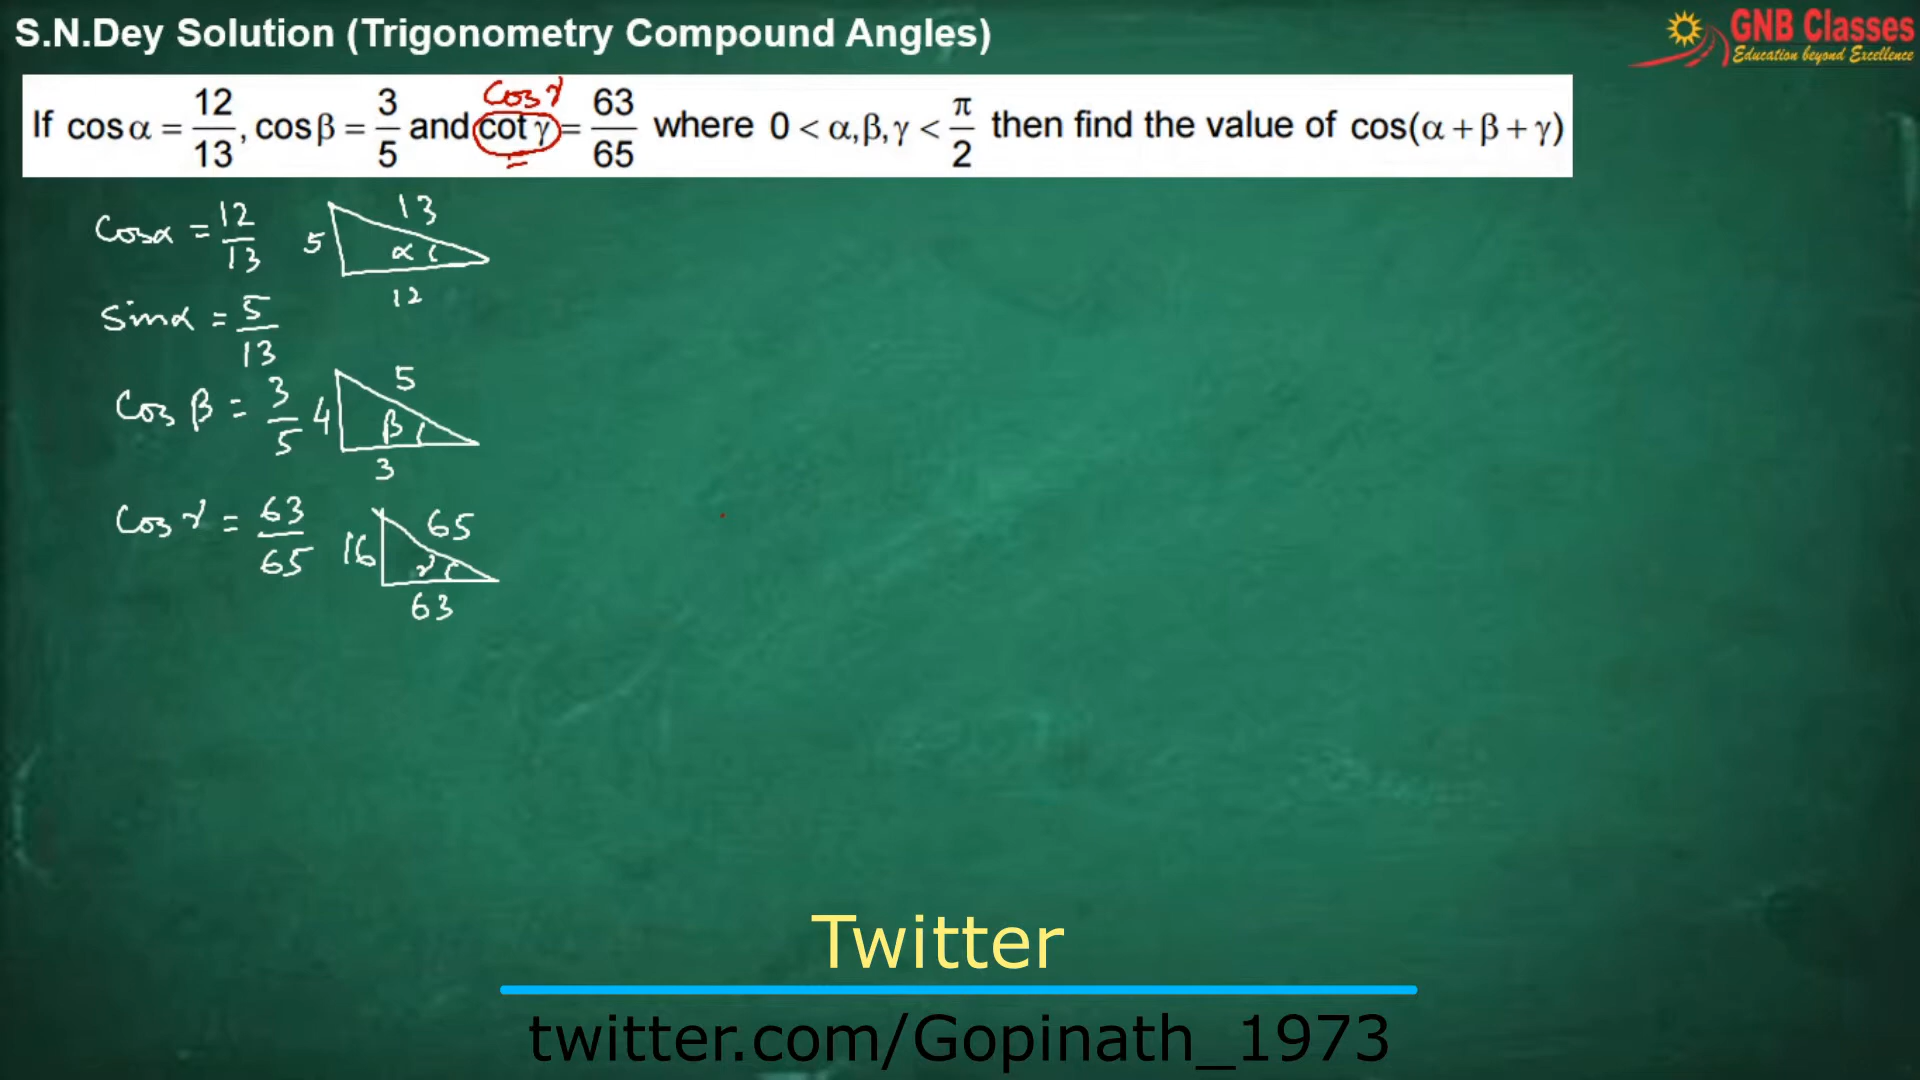 S.N.Dey Solution (Trigonometry Compound Angles)
GNB Classes
Education beyond Excellence
cos γ
If cos α = 12/13, cos β = 3/5 and cot γ = 63/65 where 0 < α, β, γ < π/2 then find the value of cos(α + β + γ)
cos α = 12/13
5 13 α 12
sin α = 5/13
cos β = 3/5
4 5 β 3
cos γ = 63/65
16 65 γ 63
Twitter
twitter.com/Gopinath_1973